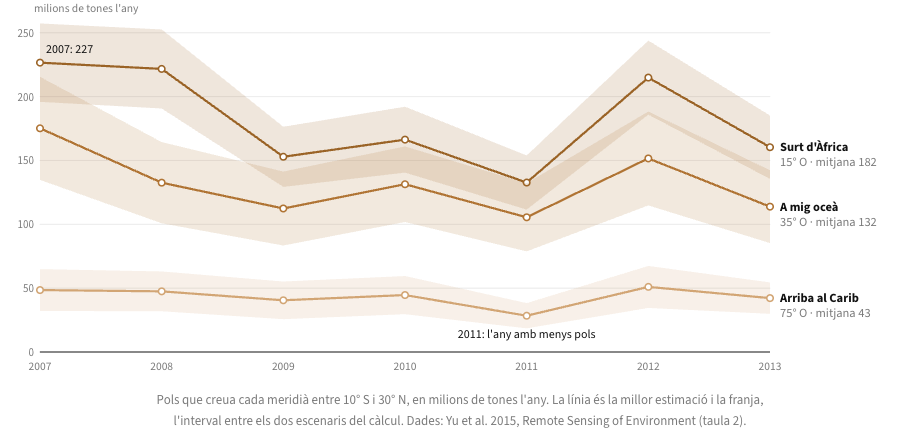 milions de tones l'any
250
2007: 227
200
150
100
50
0
Surt d'Àfrica
15° O · mitjana 182
A mig oceà
35° O · mitjana 132
Arriba al Carib
75° O · mitjana 43
2011: l'any amb menys pols
2007 2008 2009 2010 2011 2012 2013
Pols que creua cada meridià entre 10° S i 30° N, en milions de tones l'any. La línia és la millor estimació i la franja,
l'interval entre els dos escenaris del càlcul. Dades: Yu et al. 2015, Remote Sensing of Environment (taula 2).